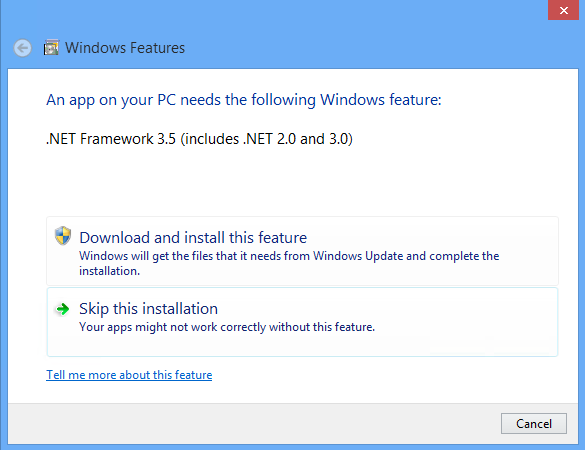 Windows Features
An app on your PC needs the following Windows feature:
.NET Framework 3.5 (includes .NET 2.0 and 3.0)
Download and install this feature
Windows will get the files that it needs from Windows Update and complete the
installation.
Skip this installation
Your apps might not work correctly without this feature.
Tell me more about this feature
Cancel